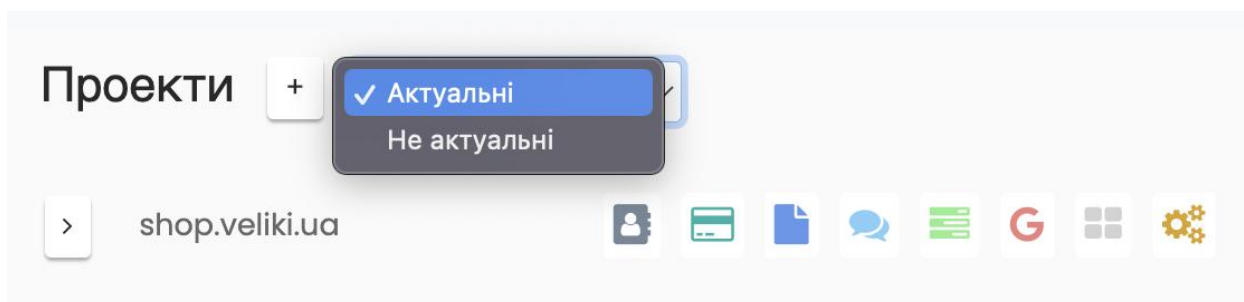 Проекти + ✓ Актуальні
Не актуальні
> shop.veliki.ua G